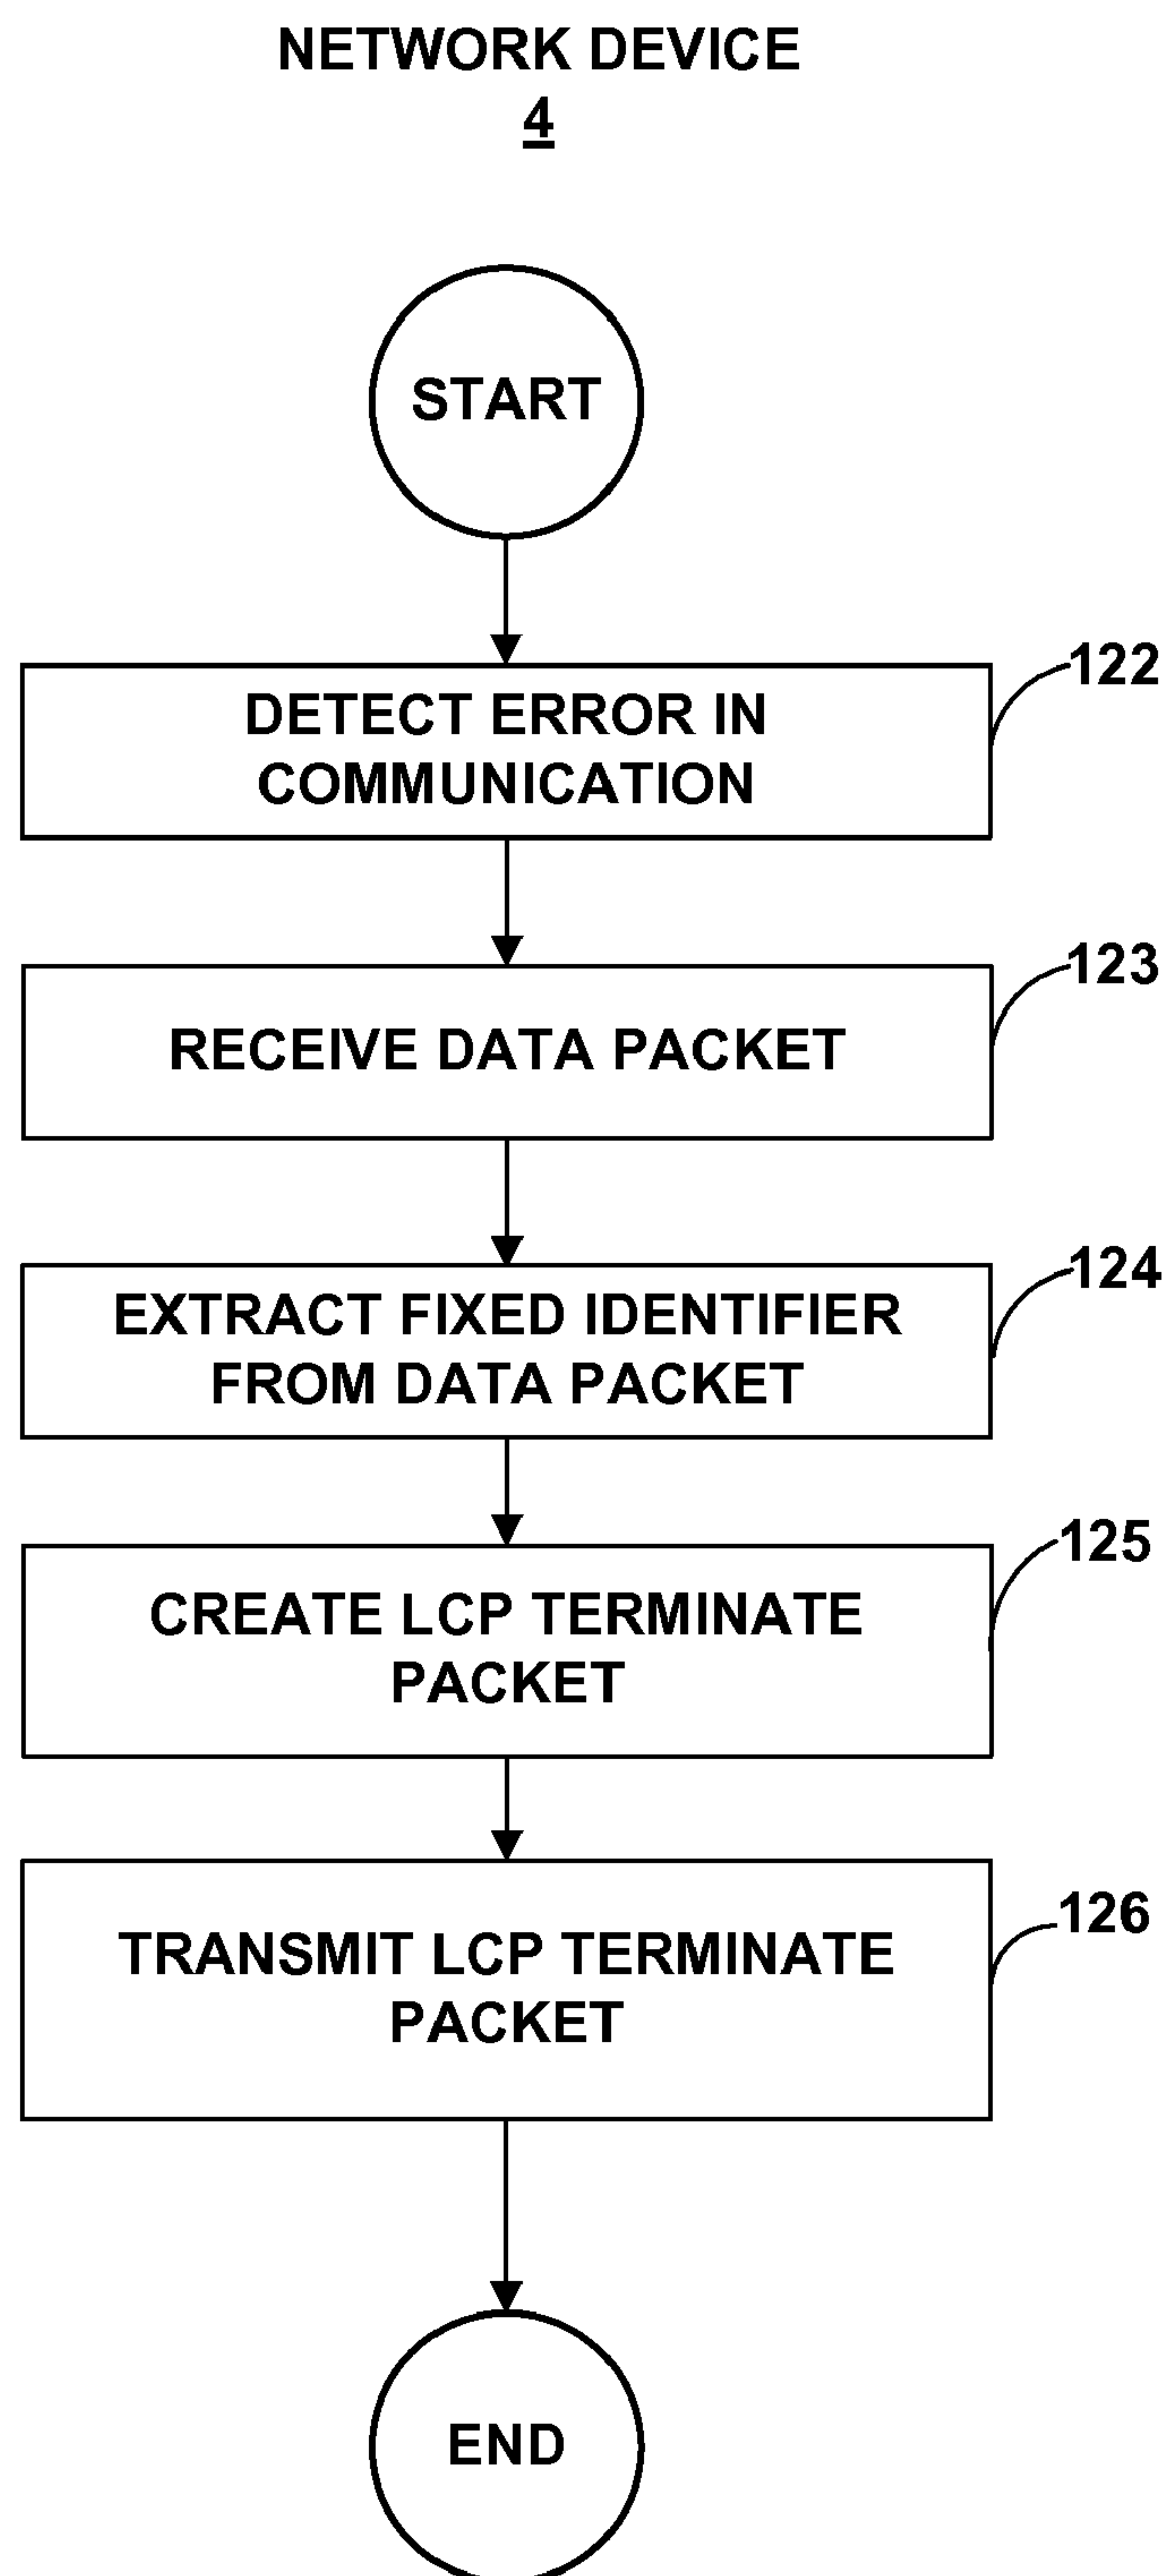 NETWORK DEVICE
4
START
122
DETECT ERROR IN
COMMUNICATION
123
RECEIVE DATA PACKET
124
EXTRACT FIXED IDENTIFIER
FROM DATA PACKET
125
CREATE LCP TERMINATE
PACKET
126
TRANSMIT LCP TERMINATE
PACKET
END